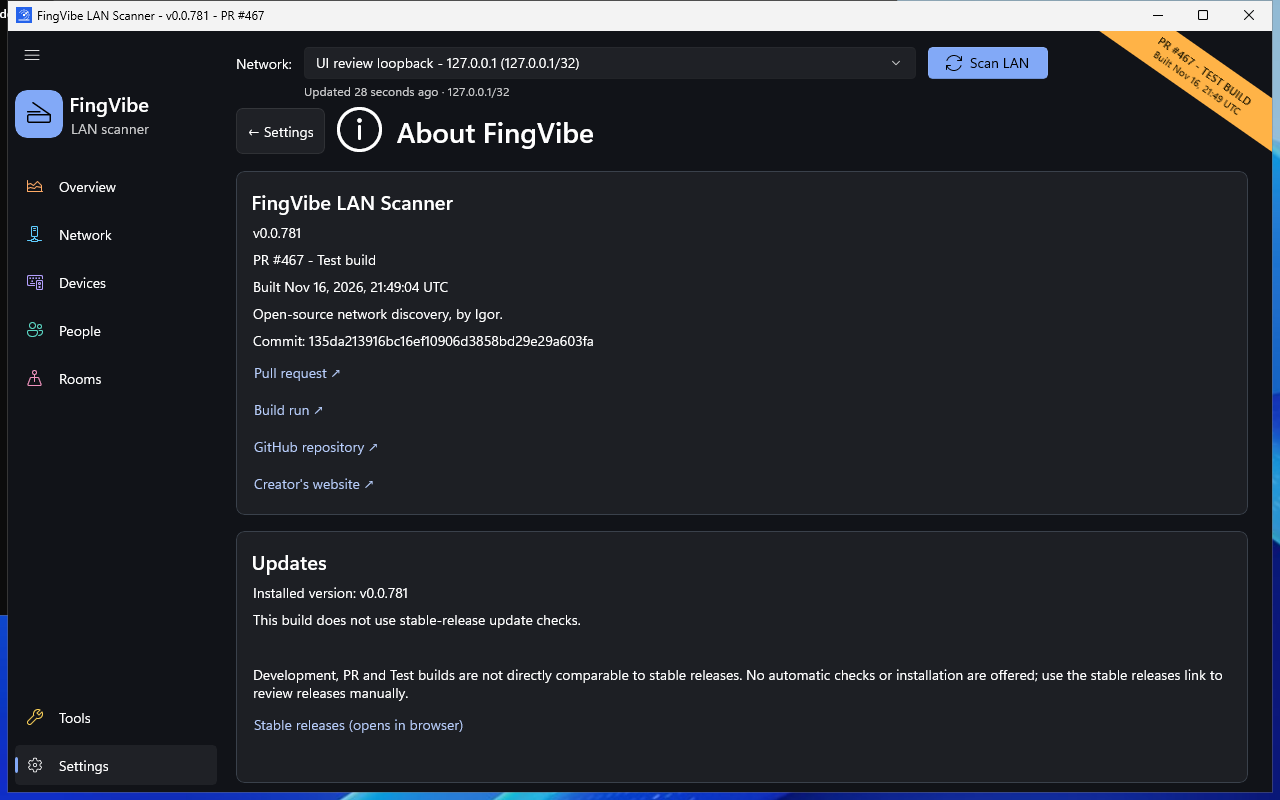 FingVibe LAN Scanner - v0.0.781 - PR #467
PR #467 - TEST BUILD
Built Nov 16, 21:49 UTC
Network:
UI review loopback - 127.0.0.1 (127.0.0.1/32)
Scan LAN
Updated 28 seconds ago · 127.0.0.1/32
FingVibe
LAN scanner
← Settings
About FingVibe
Overview
Network
Devices
People
Rooms
Tools
Settings
FingVibe LAN Scanner
v0.0.781
PR #467 - Test build
Built Nov 16, 2026, 21:49:04 UTC
Open-source network discovery, by Igor.
Commit: 135da213916bc16ef10906d3858bd29e29a603fa
Pull request ↗
Build run ↗
GitHub repository ↗
Creator's website ↗
Updates
Installed version: v0.0.781
This build does not use stable-release update checks.
Development, PR and Test builds are not directly comparable to stable releases. No automatic checks or installation are offered; use the stable releases link to
review releases manually.
Stable releases (opens in browser)